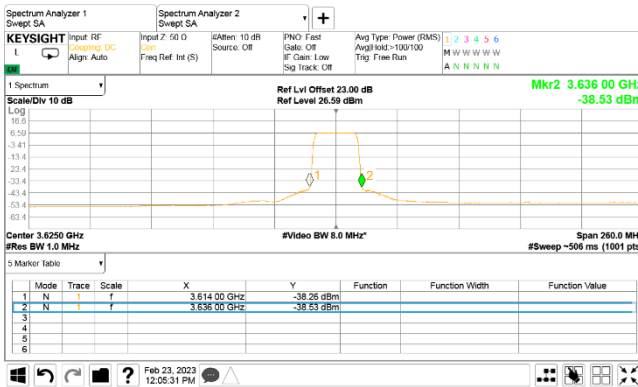 Spectrum Analyzer 1
Swept SA
Spectrum Analyzer 2
Swept SA
+
KEYSIGHT
L
Input: RF
Coupling: DC
Align: Auto
Input Z: 50 Ω
Corr
Freq Ref: Int (S)
#Atten: 10 dB
Source: Off
PNO: Fast
Gate: Off
IF Gain: Low
Sig Track: Off
Avg Type: Power (RMS)
Avg|Hold:>100/100
Trig: Free Run
1 2 3 4 5 6
M W W W W W
A N N N N N
1 Spectrum
Scale/Div 10 dB
Ref Lvl Offset 23.00 dB
Ref Level 26.59 dBm
Mkr2 3.636 00 GHz
-38.53 dBm
Log
16.6
6.59
-3.41
-13.4
-23.4
-33.4
-43.4
-53.4
-63.4
1
2
Center 3.6250 GHz
#Res BW 1.0 MHz
#Video BW 8.0 MHz*
Span 260.0 MH
#Sweep ~506 ms (1001 pts
5 Marker Table
Mode Trace Scale X Y Function Function Width Function Value
1 N 1 f 3.614 00 GHz -38.26 dBm
2 N 1 f 3.636 00 GHz -38.53 dBm
3
4
5
6
?
Feb 23, 2023
12:05:31 PM